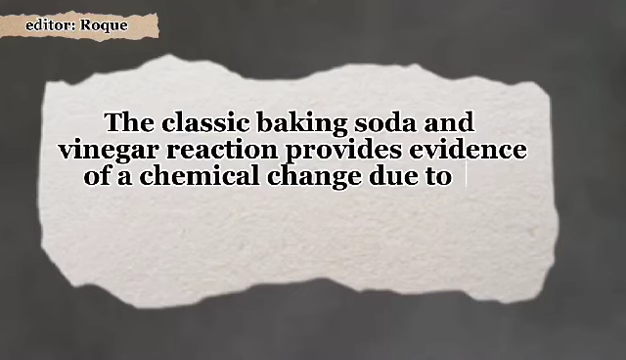 editor: Roque
The classic baking soda and
vinegar reaction provides evidence
of a chemical change due to